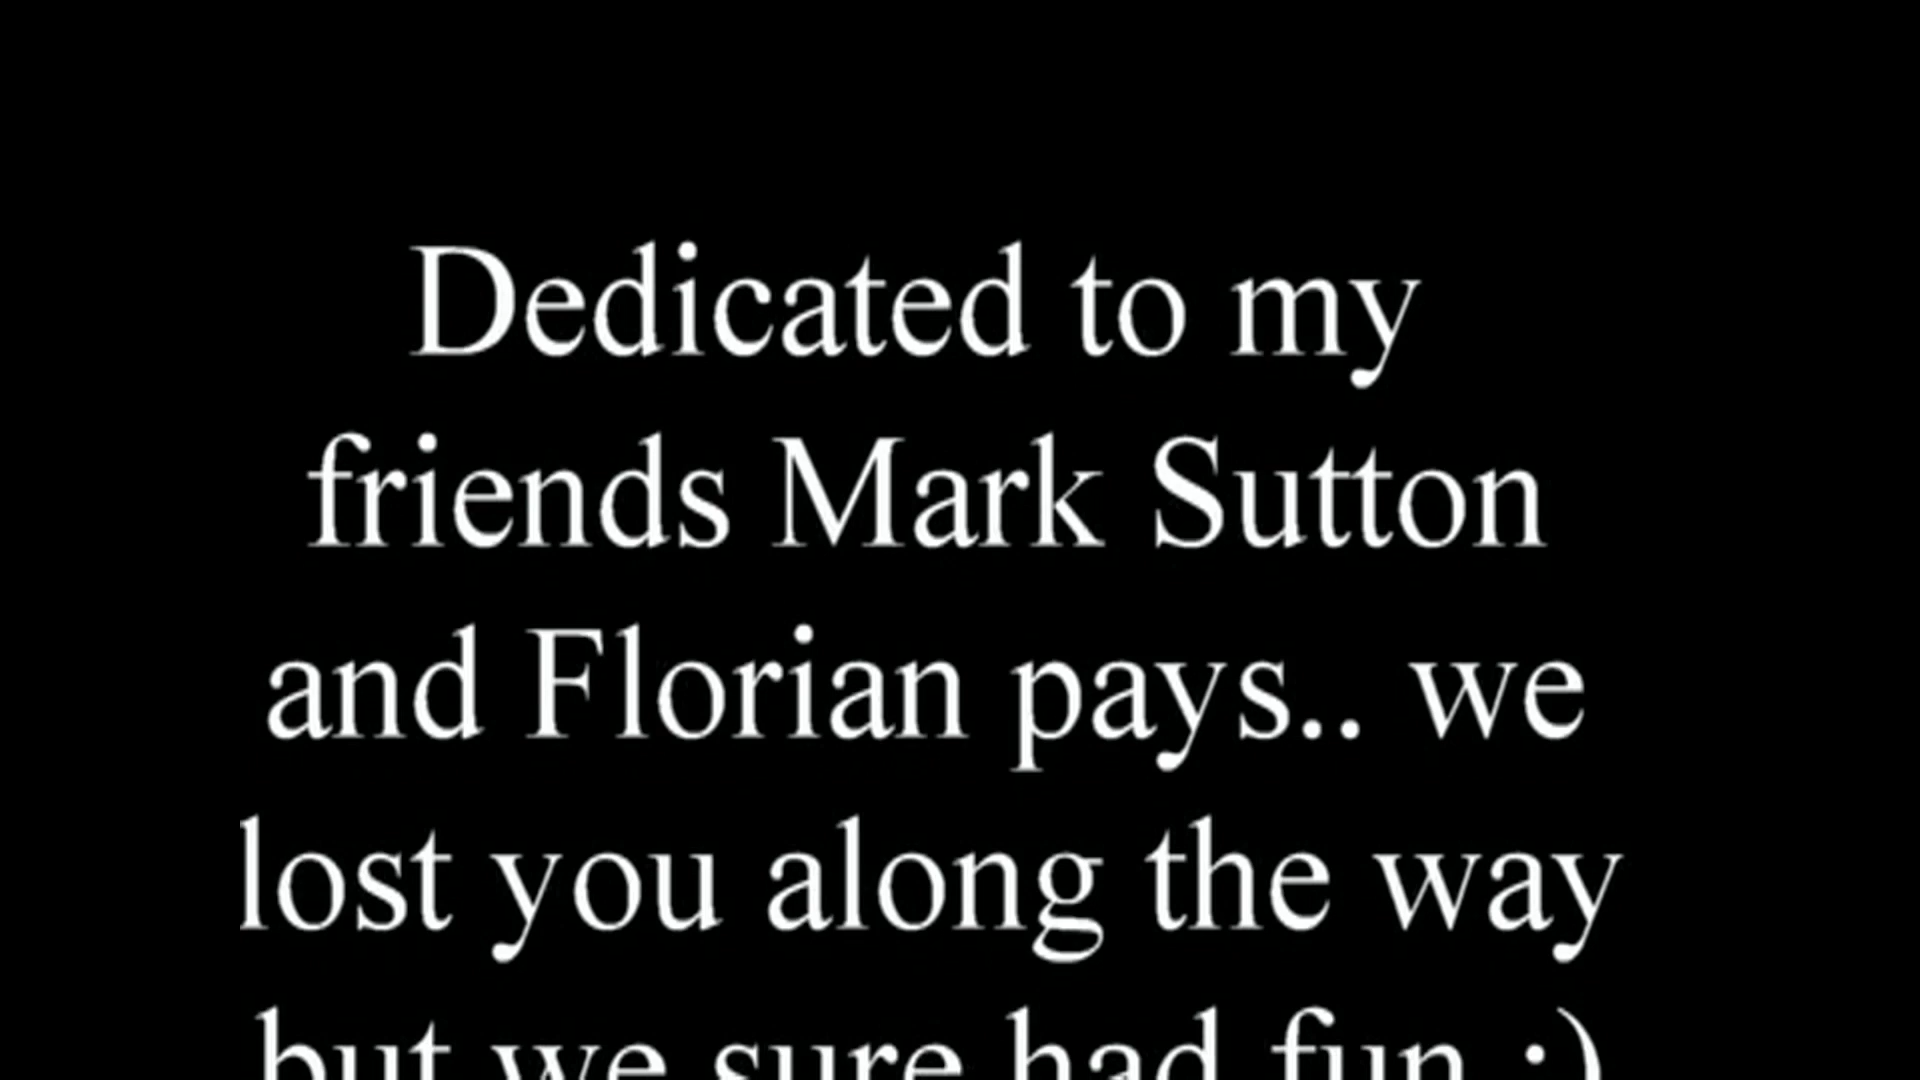 Dedicated to my
friends Mark Sutton
and Florian pays.. we
lost you along the way
but we sure had fun :)